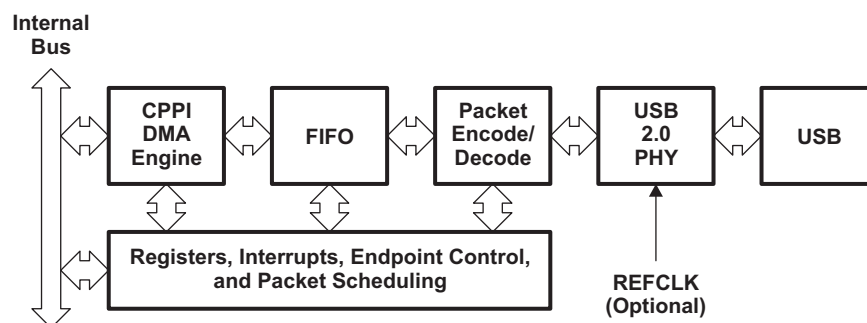 Internal
Bus
CPPI
DMA
Engine
FIFO
Packet
Encode/
Decode
USB
2.0
PHY
USB
Registers, Interrupts, Endpoint Control,
and Packet Scheduling
REFCLK
(Optional)